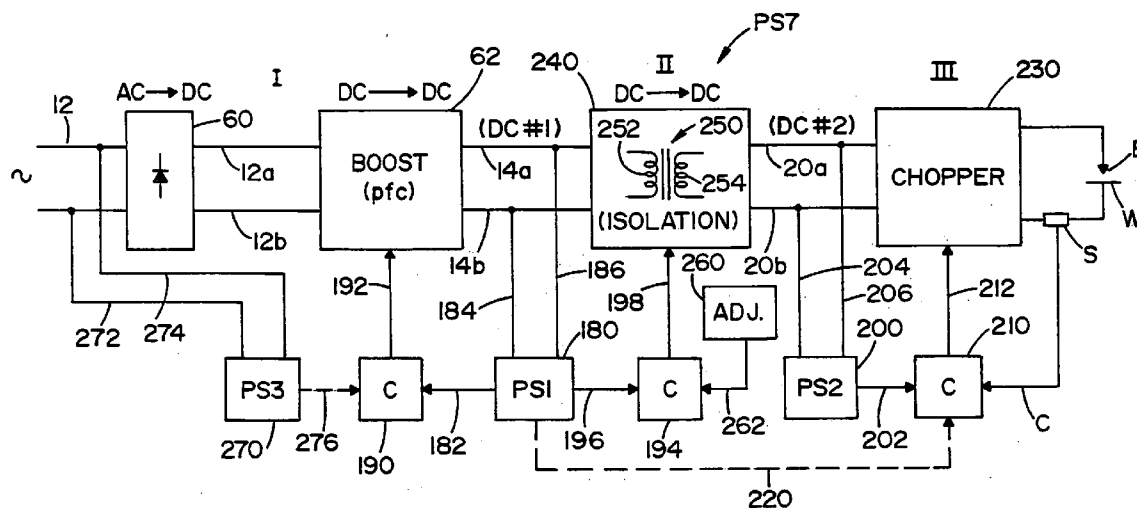 PS7
I
II
III
AC→DC
DC→DC
62
240
DC→DC
230
12
60
~
12a
12b
BOOST
(pfc)
(DC #1)
14a
14b
252
250
254
(ISOLATION)
(DC #2)
20a
20b
CHOPPER
E
W
S
272
274
192
184
186
198
260
ADJ.
204
206
212
180
200
210
PS3
C
PS1
C
PS2
C
270
276
190
182
196
194
262
202
C
220